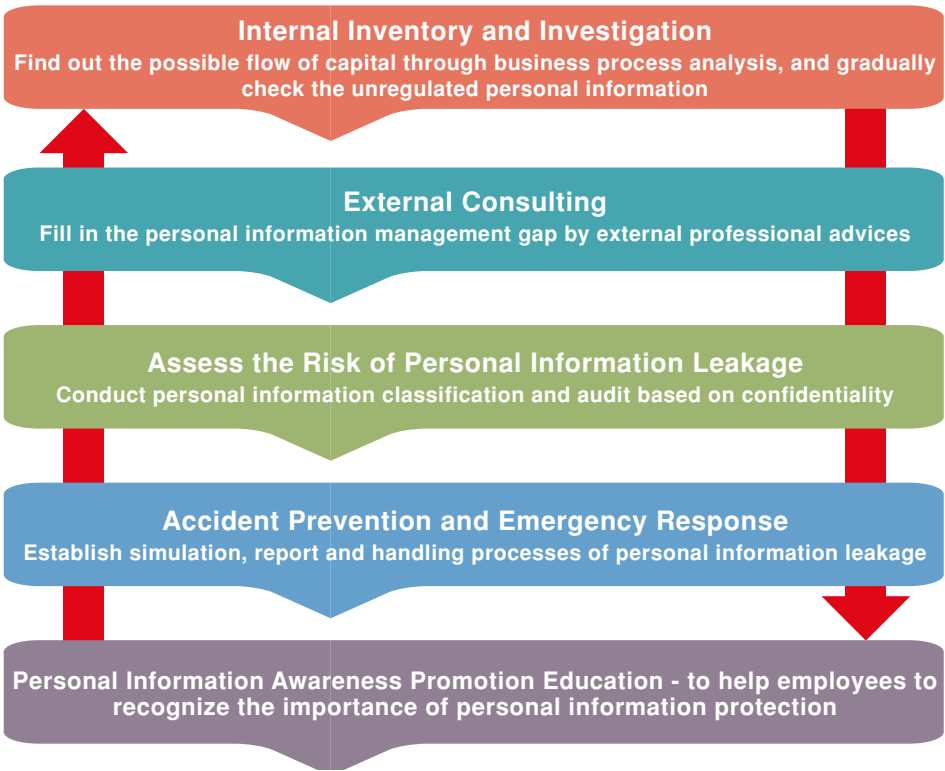 Internal Inventory and Investigation
Find out the possible flow of capital through business process analysis, and gradually
check the unregulated personal information
External Consulting
Fill in the personal information management gap by external professional advices
Assess the Risk of Personal Information Leakage
Conduct personal information classification and audit based on confidentiality
Accident Prevention and Emergency Response
Establish simulation, report and handling processes of personal information leakage
Personal Information Awareness Promotion Education - to help employees to
recognize the importance of personal information protection